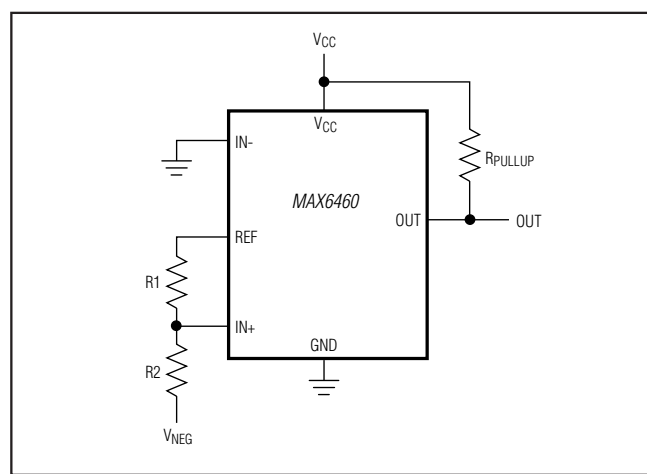 VCC
VCC
IN-
RPULLUP
MAX6460
REF
OUT
OUT
R1
IN+
GND
R2
VNEG